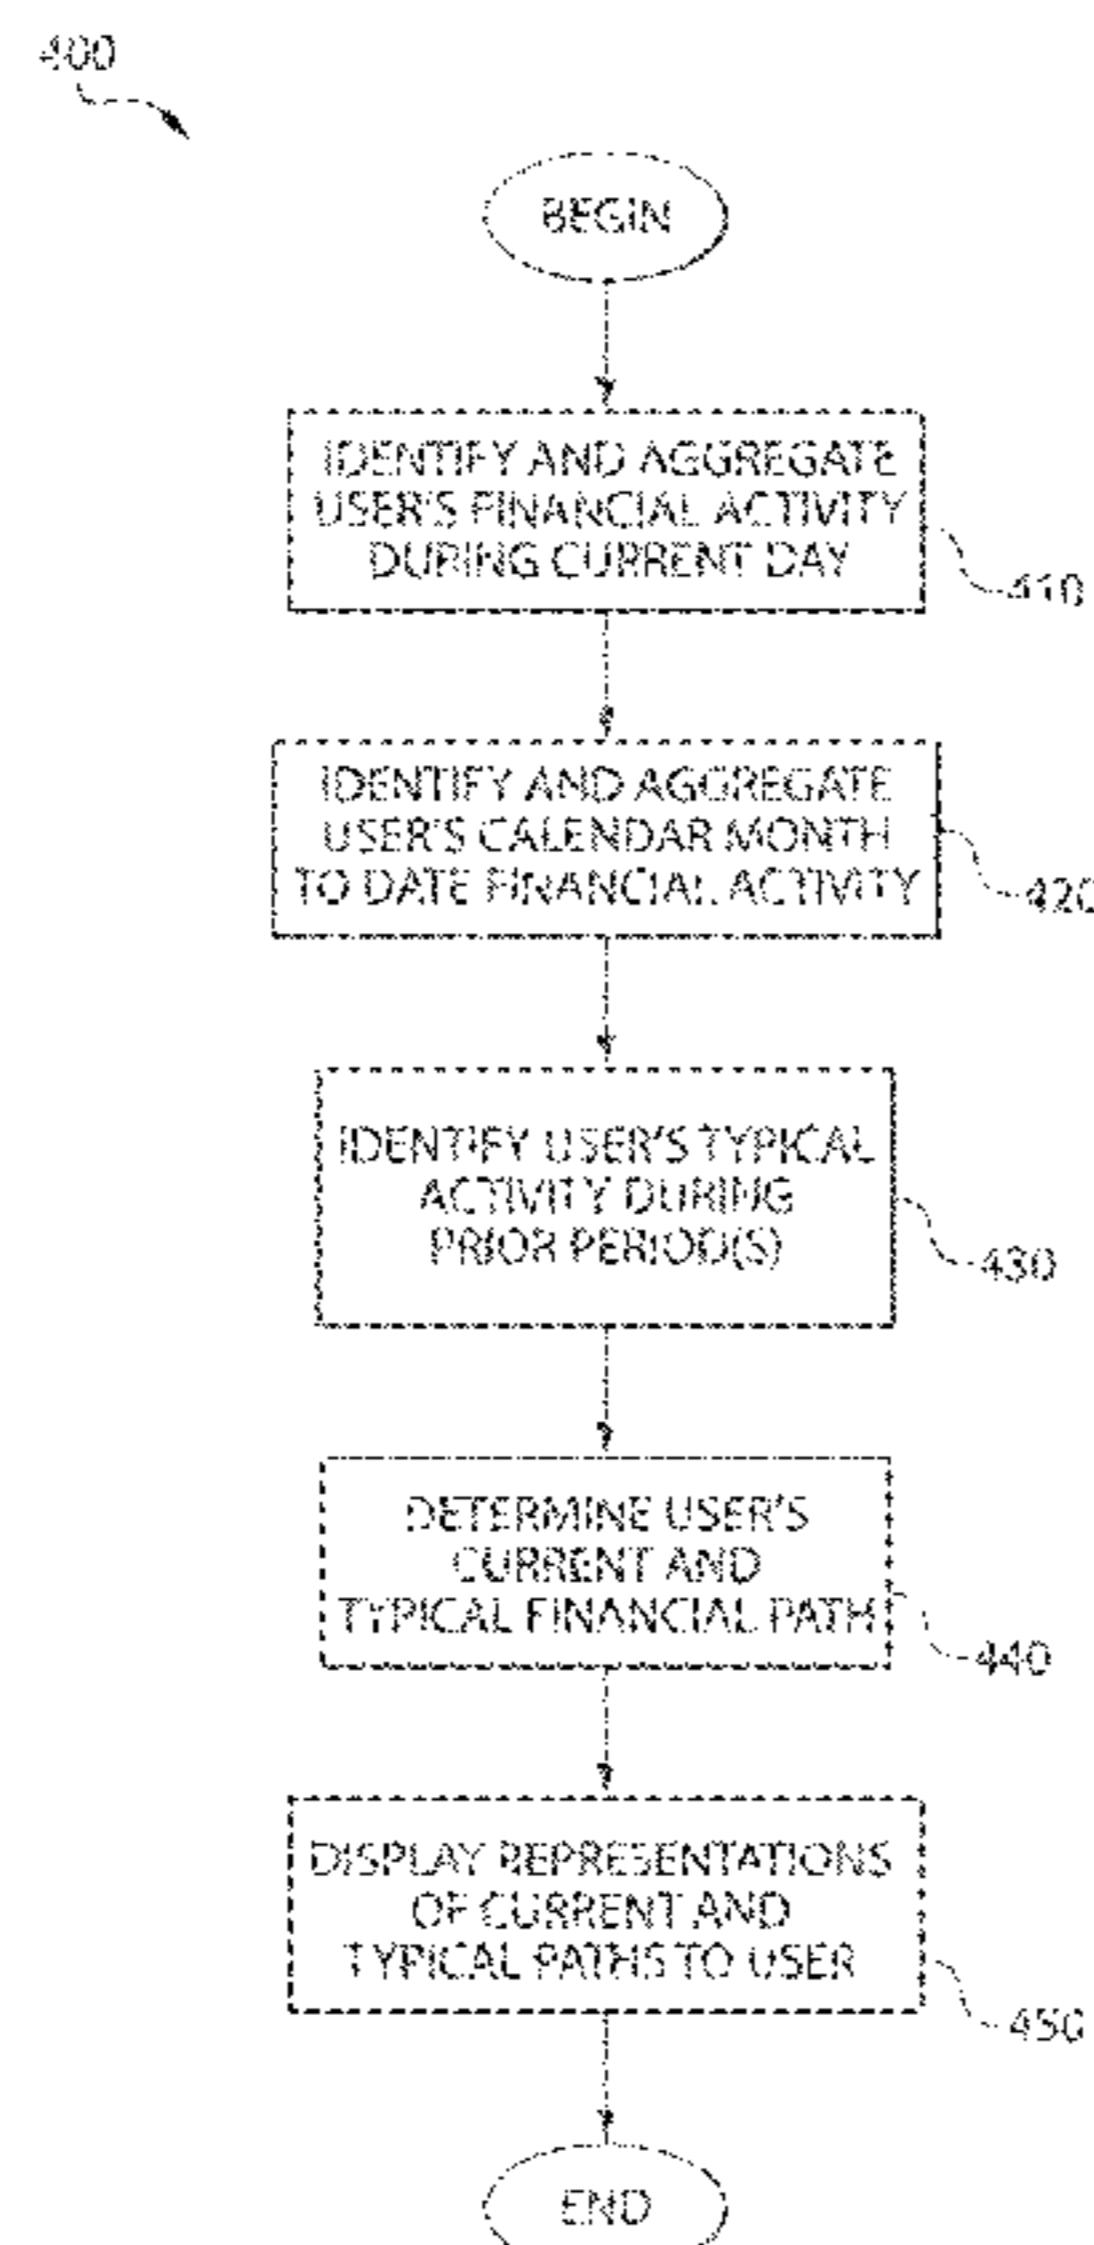 400
BEGIN
IDENTIFY AND AGGREGATE
USER'S FINANCIAL ACTIVITY
DURING CURRENT DAY
410
IDENTIFY AND AGGREGATE
USER'S CALENDAR MONTH
TO DATE FINANCIAL ACTIVITY
420
IDENTIFY USER'S TYPICAL
ACTIVITY DURING
PRIOR PERIOD(S)
430
DETERMINE USER'S
CURRENT AND
TYPICAL FINANCIAL PATH
440
DISPLAY REPRESENTATIONS
OF CURRENT AND
TYPICAL PATHS TO USER
450
END